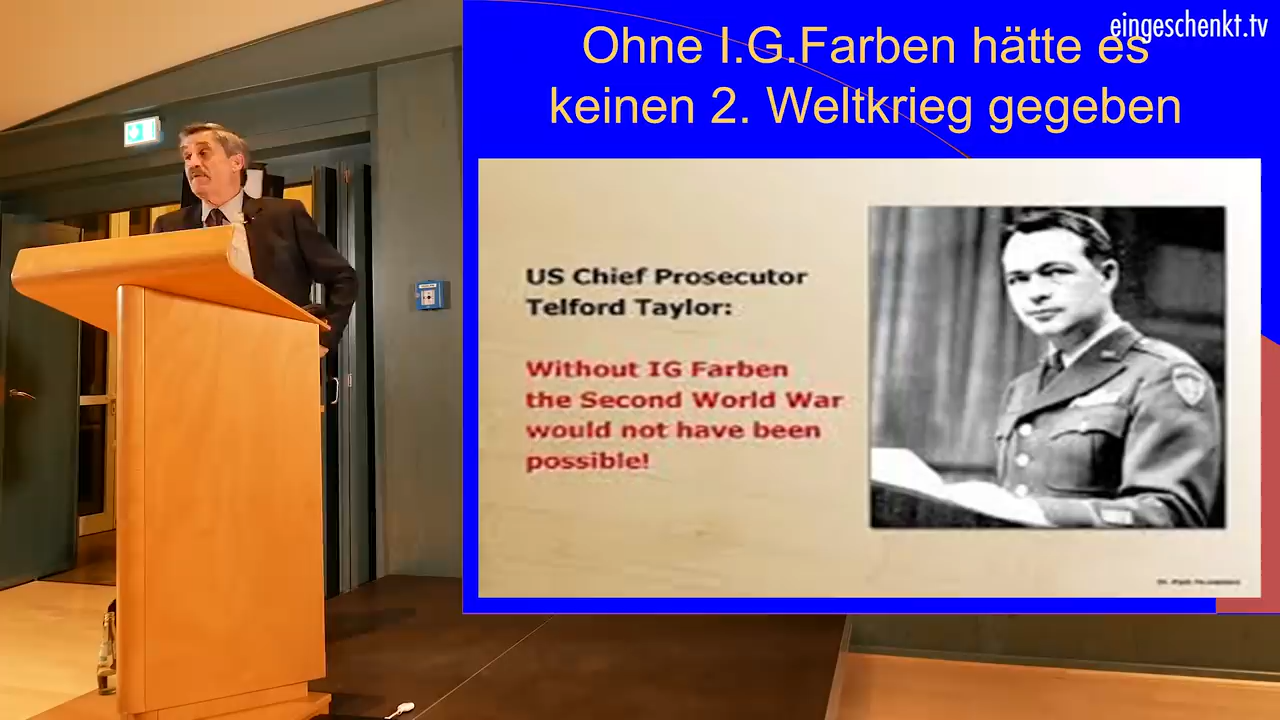 eingeschenkt.tv
Ohne I.G.Farben hätte es
keinen 2. Weltkrieg gegeben
US Chief Prosecutor
Telford Taylor:
Without IG Farben
the Second World War
would not have been
possible!